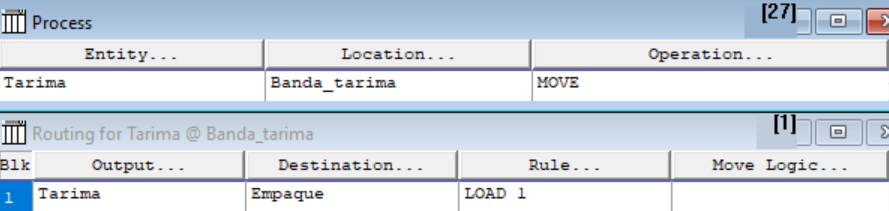 Process [27]
Entity... Location... Operation...
Tarima Banda_tarima MOVE
Routing for Tarima @ Banda_tarima [1]
Blk Output... Destination... Rule... Move Logic...
1 Tarima Empaque LOAD 1